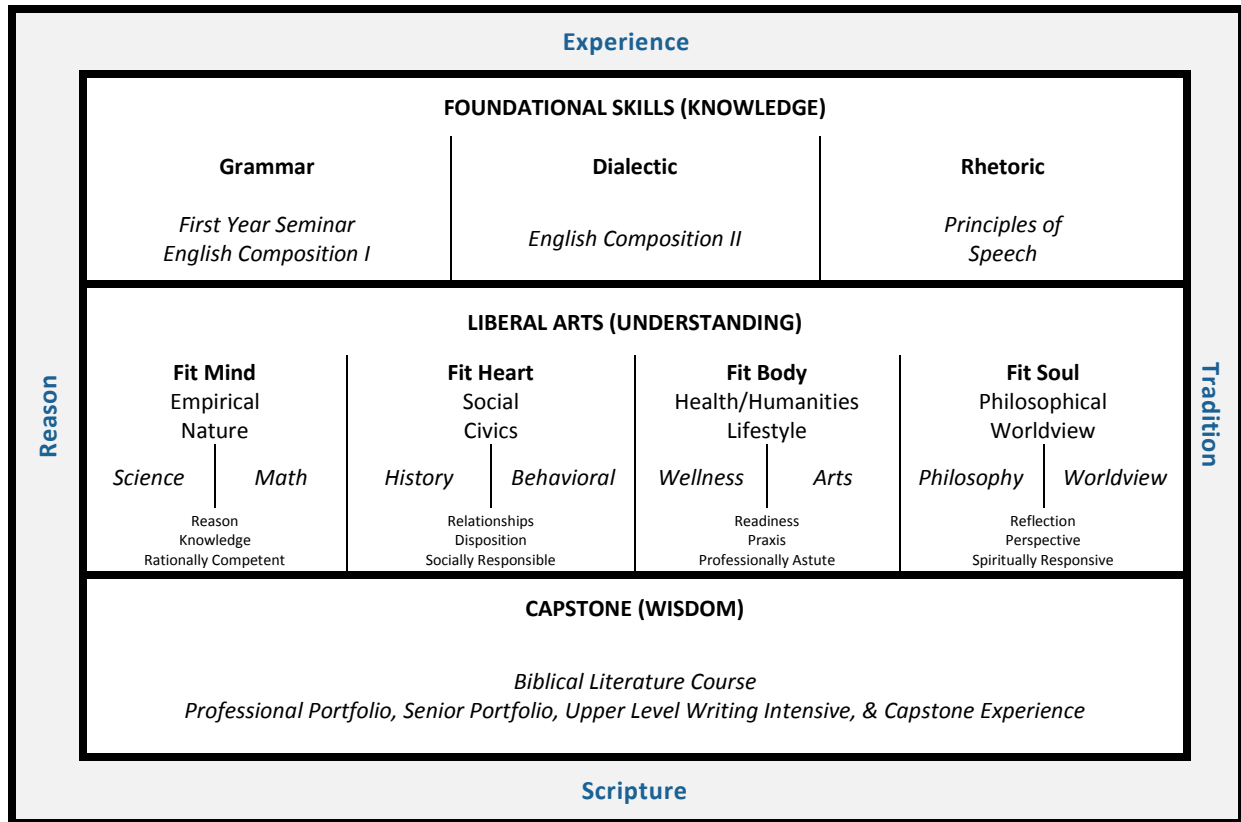 Experience
FOUNDATIONAL SKILLS (KNOWLEDGE)
Grammar
First Year Seminar
English Composition I
Dialectic
English Composition II
Rhetoric
Principles of
Speech
Reason
LIBERAL ARTS (UNDERSTANDING)
Fit Mind
Empirical
Nature
Science
Math
Reason
Knowledge
Rationally Competent
Fit Heart
Social
Civics
History
Behavioral
Relationships
Disposition
Socially Responsible
Fit Body
Health/Humanities
Lifestyle
Wellness
Arts
Readiness
Praxis
Professionally Astute
Fit Soul
Philosophical
Worldview
Philosophy
Worldview
Reflection
Perspective
Spiritually Responsive
Tradition
CAPSTONE (WISDOM)
Biblical Literature Course
Professional Portfolio, Senior Portfolio, Upper Level Writing Intensive, & Capstone Experience
Scripture